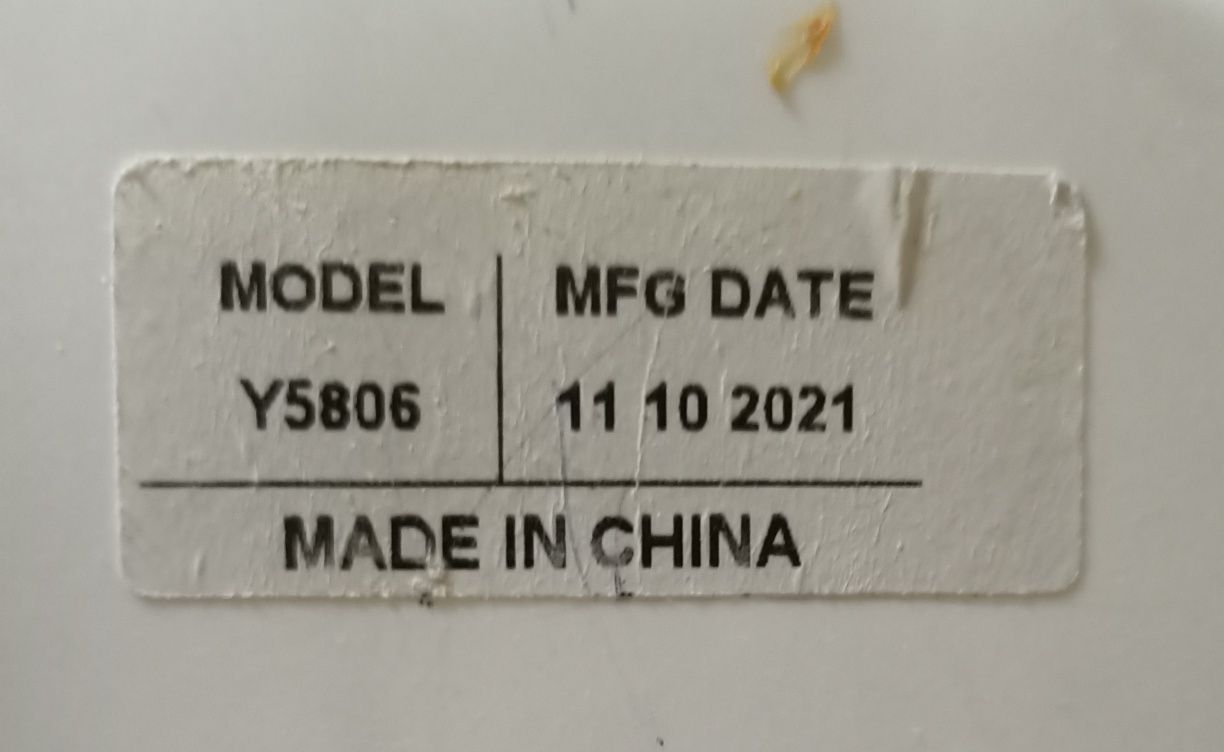 MODEL MFG DATE
Y5806 11 10 2021
MADE IN CHINA